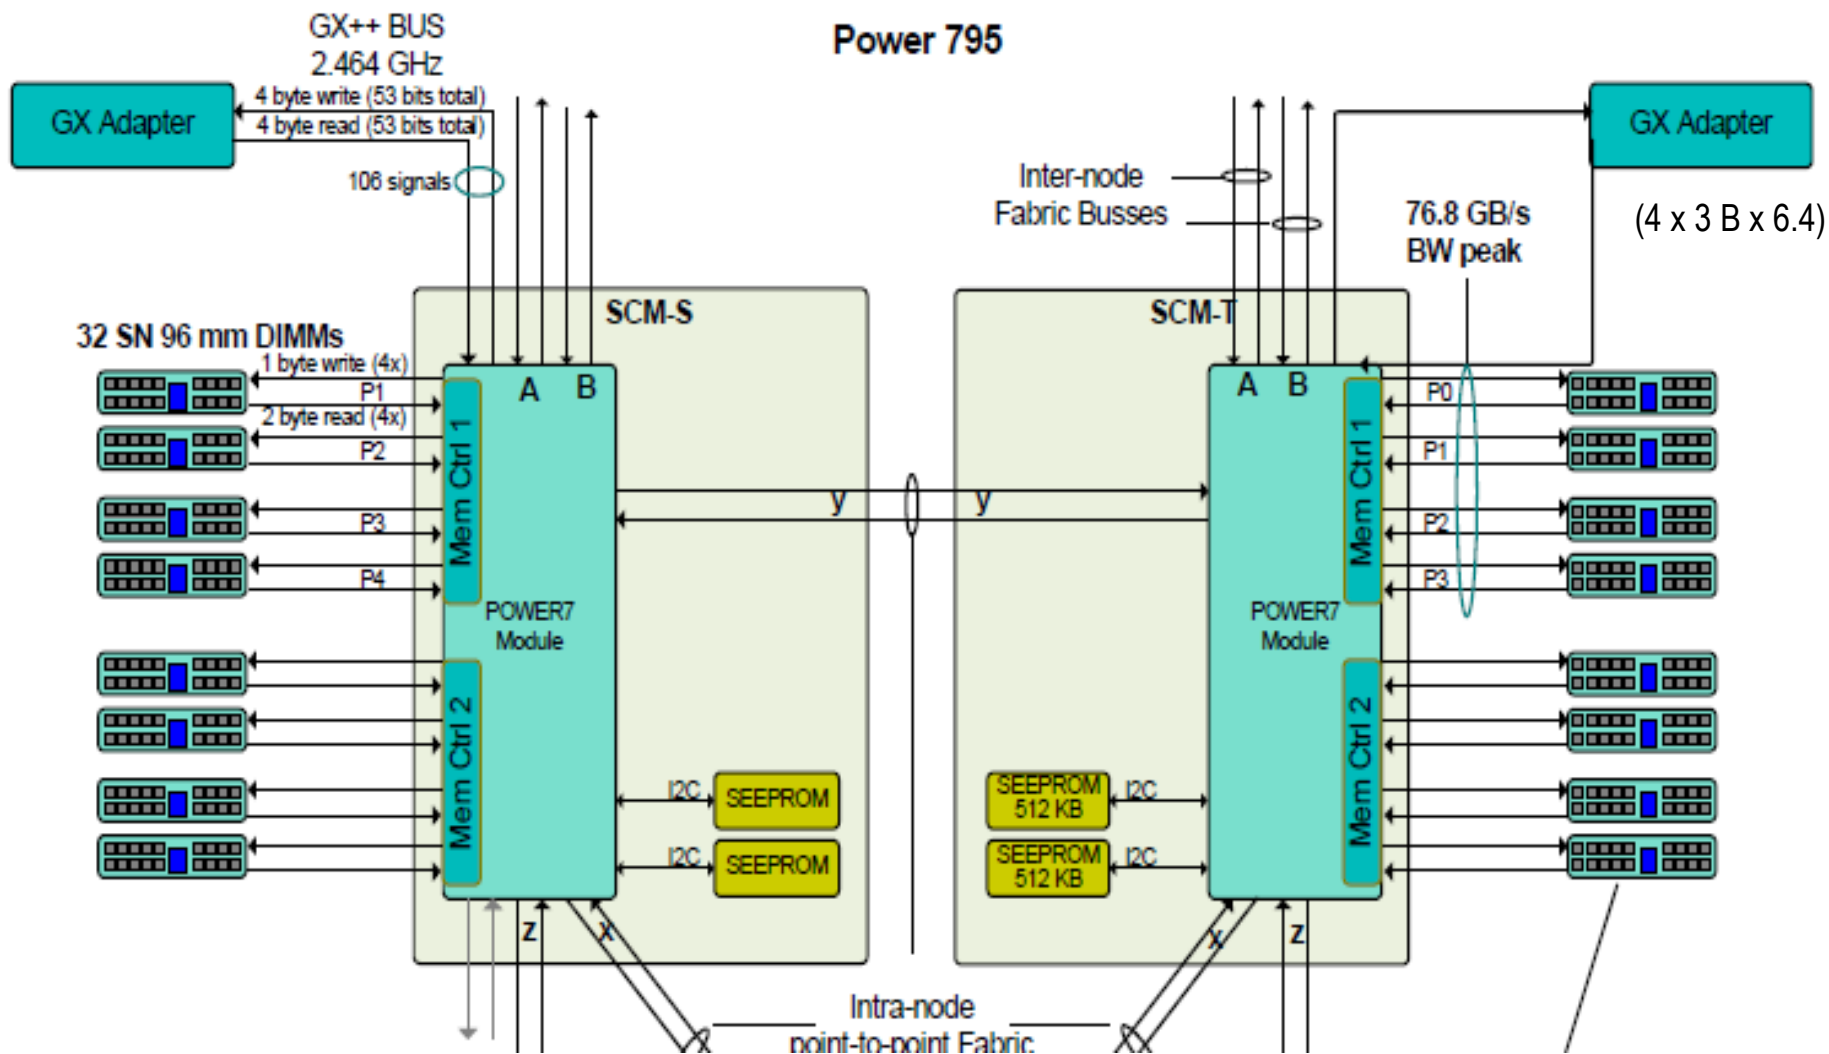 Power 795
GX++ BUS
2.464 GHz
GX Adapter
4 byte write (53 bits total)
4 byte read (53 bits total)
106 signals
Inter-node
Fabric Busses
GX Adapter
76.8 GB/s
BW peak
(4 x 3 B x 6.4)
32 SN 96 mm DIMMs
1 byte write (4x)
P1
2 byte read (4x)
P2
P3
P4
SCM-S
A B
Mem Ctrl 1
POWER7
Module
Mem Ctrl 2
I2C
SEEPROM
I2C
SEEPROM
z x
y y
SCM-T
A B
Mem Ctrl 1
POWER7
Module
Mem Ctrl 2
SEEPROM
512 KB
I2C
SEEPROM
512 KB
I2C
x z
P0
P1
P2
P3
Intra-node
point-to-point Fabric